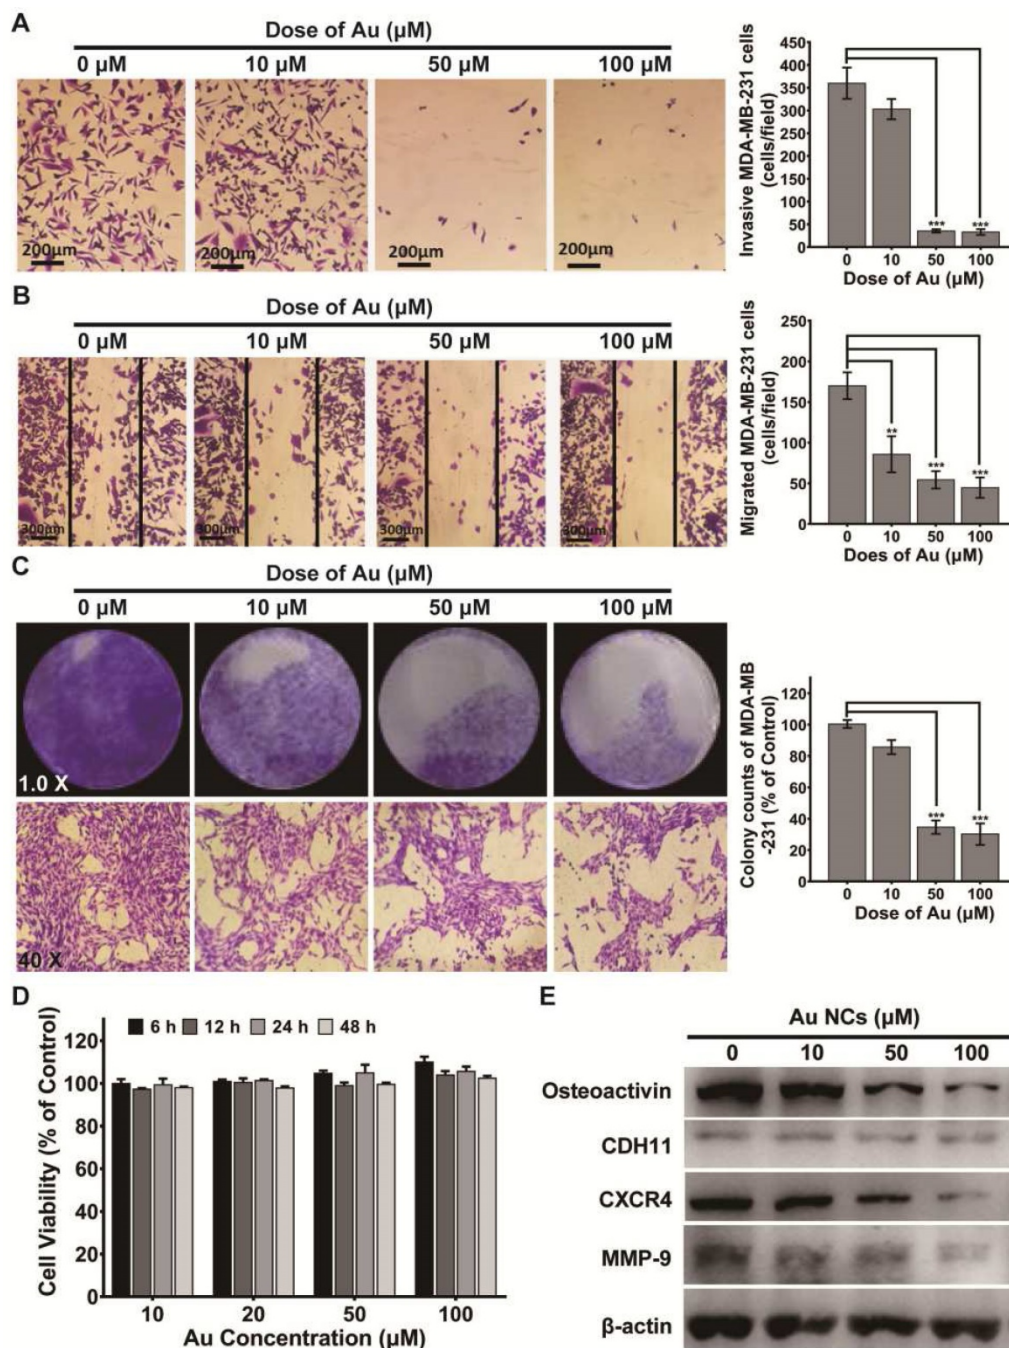 A
Dose of Au (μM)
0 μM 10 μM 50 μM 100 μM
200μm 200μm 200μm 200μm
Invasive MDA-MB-231 cells
(cells/field)
450
400
350
300
250
200
150
100
50
0
*** ***
0 10 50 100
Dose of Au (μM)
B
Dose of Au (μM)
0 μM 10 μM 50 μM 100 μM
300μm 300μm 300μm 300μm
Migrated MDA-MB-231 cells
(cells/field)
250
200
150
100
50
0
** *** ***
0 10 50 100
Does of Au (μM)
C
Dose of Au (μM)
0 μM 10 μM 50 μM 100 μM
1.0 X
40 X
Colony counts of MDA-MB
-231 (% of Control)
120
100
80
60
40
20
0
*** ***
0 10 50 100
Dose of Au (μM)
D
6 h 12 h 24 h 48 h
Cell Viability (% of Control)
120
100
80
60
40
20
0
10 20 50 100
Au Concentration (μM)
E
Au NCs (μM)
0 10 50 100
Osteoactivin
CDH11
CXCR4
MMP-9
β-actin